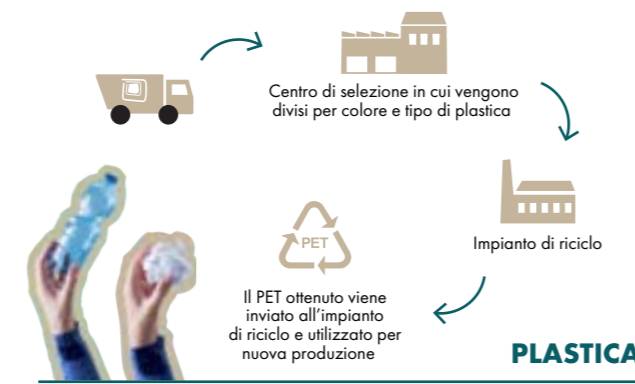 Centro di selezione in cui vengono
divisi per colore e tipo di plastica
Impianto di riciclo
PET
Il PET ottenuto viene
inviato all'impianto
di riciclo e utilizzato per
nuova produzione
PLASTICA